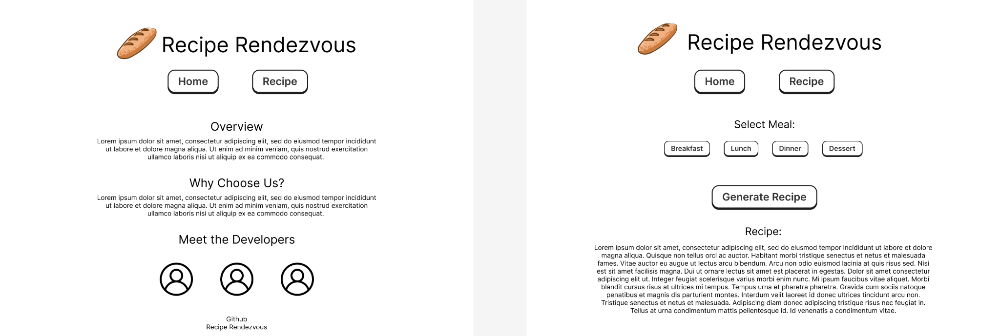 Recipe Rendezvous
Home
Recipe
Overview
Lorem ipsum dolor sit amet, consectetur adipiscing elit, sed do eiusmod tempor incididunt
ut labore et dolore magna aliqua. Ut enim ad minim veniam, quis nostrud exercitation
ullamco laboris nisi ut aliquip ex ea commodo consequat.
Why Choose Us?
Lorem ipsum dolor sit amet, consectetur adipiscing elit, sed do eiusmod tempor incididunt
ut labore et dolore magna aliqua. Ut enim ad minim veniam, quis nostrud exercitation
ullamco laboris nisi ut aliquip ex ea commodo consequat.
Meet the Developers
Github
Recipe Rendezvous
Recipe Rendezvous
Home
Recipe
Select Meal:
Breakfast
Lunch
Dinner
Dessert
Generate Recipe
Recipe:
Lorem ipsum dolor sit amet, consectetur adipiscing elit, sed do eiusmod tempor incididunt ut labore et dolore
magna aliqua. Quisque non tellus orci ac auctor. Habitant morbi tristique senectus et netus et malesuada
fames. Vitae auctor eu augue ut lectus arcu bibendum. Arcu non odio euismod lacinia at quis risus sed. Nisi
est sit amet facilisis magna. Dui ut ornare lectus sit amet est placerat in egestas. Dolor sit amet consectetur
adipiscing elit ut. Integer feugiat scelerisque varius morbi enim nunc. Mi ipsum faucibus vitae aliquet. Morbi
blandit cursus risus at ultrices mi tempus. Tempus urna et pharetra pharetra. Gravida cum sociis natoque
penatibus et magnis dis parturient montes. Interdum velit laoreet id donec ultrices tincidunt arcu non.
Tristique senectus et netus et malesuada. Adipiscing diam donec adipiscing tristique risus nec feugiat in.
Tellus at urna condimentum mattis pellentesque id. Id venenatis a condimentum vitae.